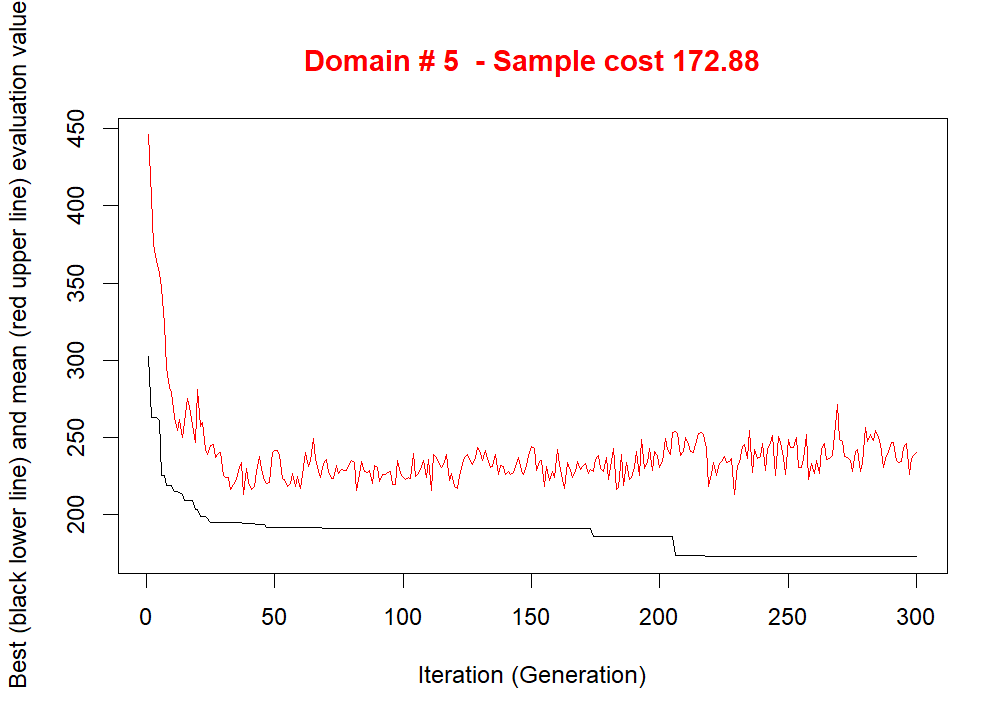 Domain # 5  - Sample cost 172.88
Best (black lower line) and mean (red upper line) evaluation value
450
400
350
300
250
200
0 50 100 150 200 250 300
Iteration (Generation)